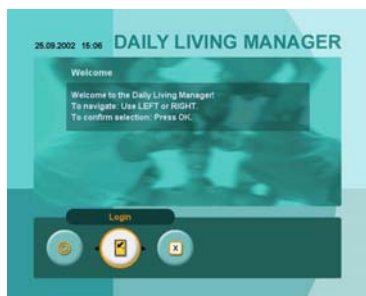 25.09.2002 15:06 DAILY LIVING MANAGER
Welcome
Welcome to the Daily Living Manager!
To navigate: Use LEFT or RIGHT.
To confirm selection: Press OK.
Login
X